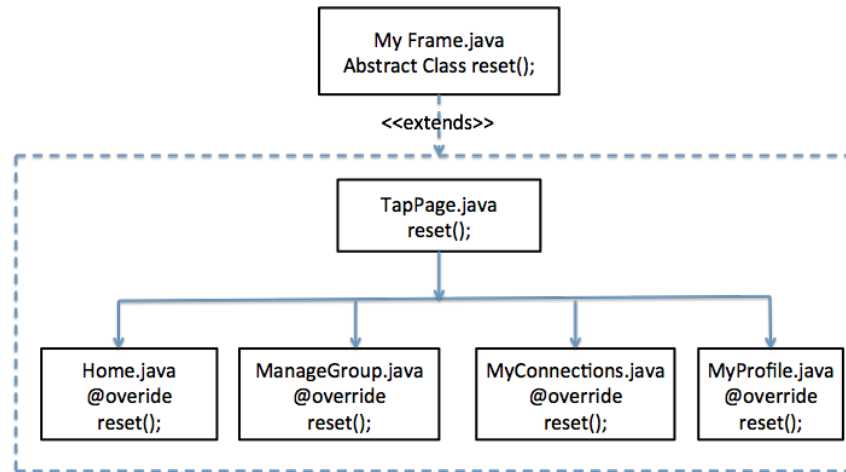 My Frame.java
Abstract Class reset();
<<extends>>
TapPage.java
reset();
Home.java
@overide
reset();
ManageGroup.java
@override
reset();
MyConnections.java
@override
reset();
MyProfile.java
@override
reset();